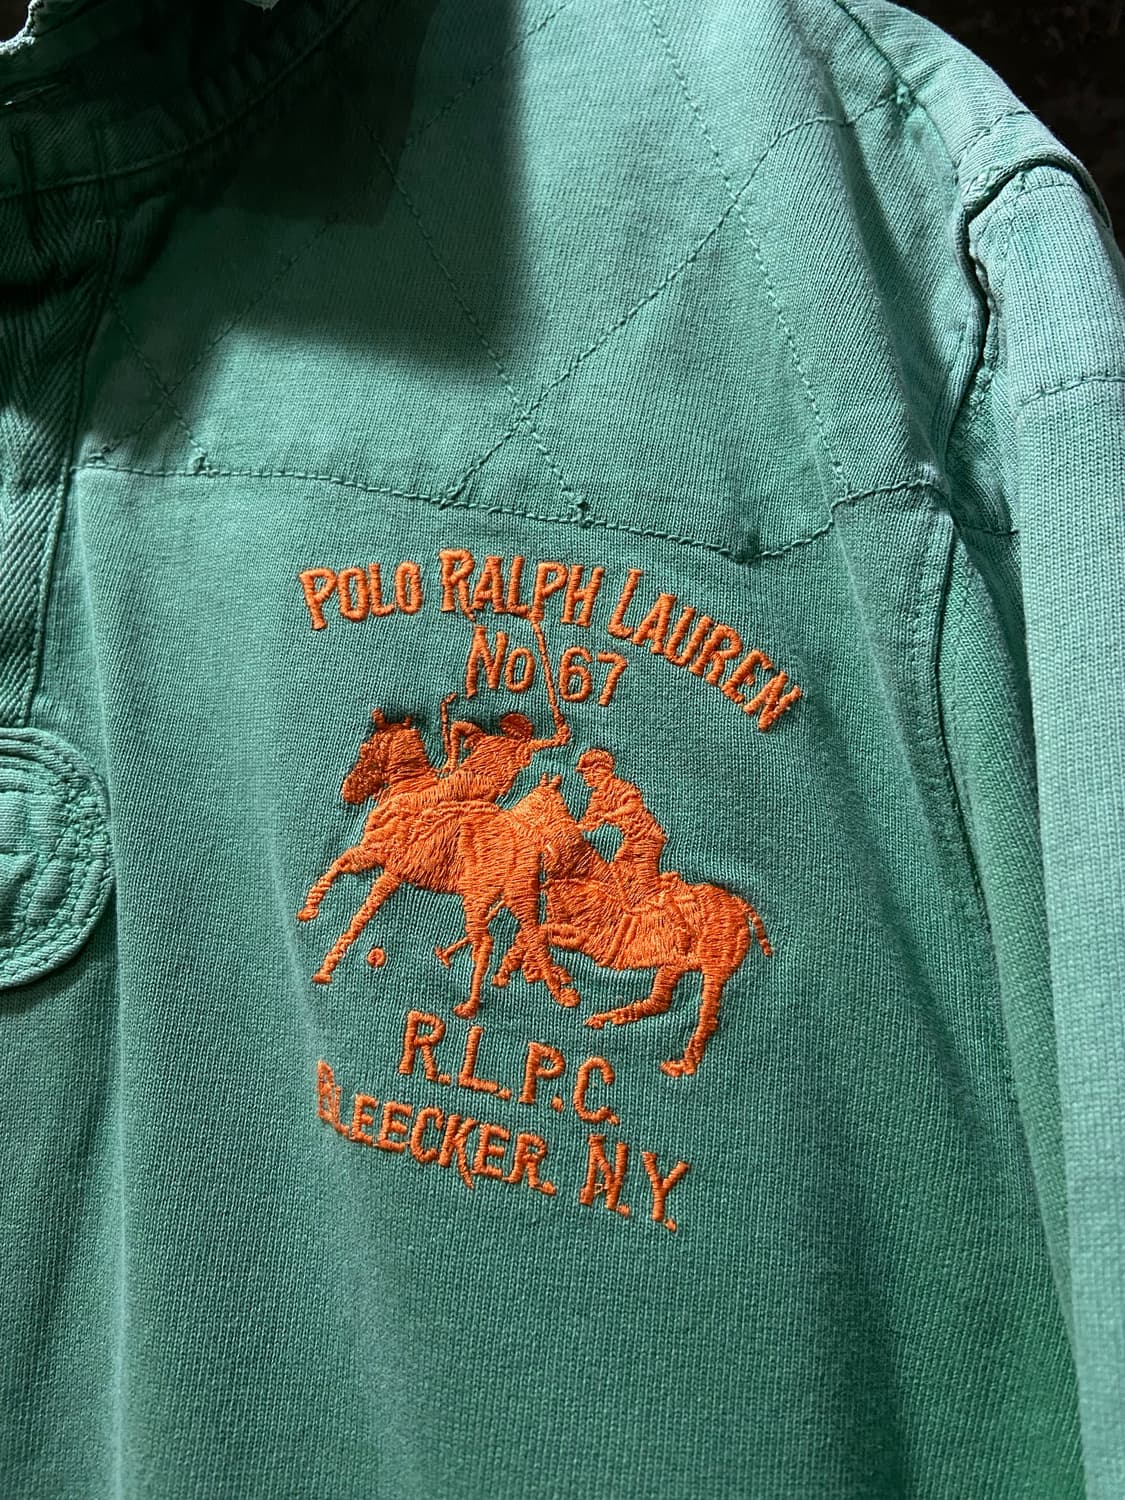 POLO RALPH LAUREN
No 67
R.L.P.C.
BLEECKER. N.Y.